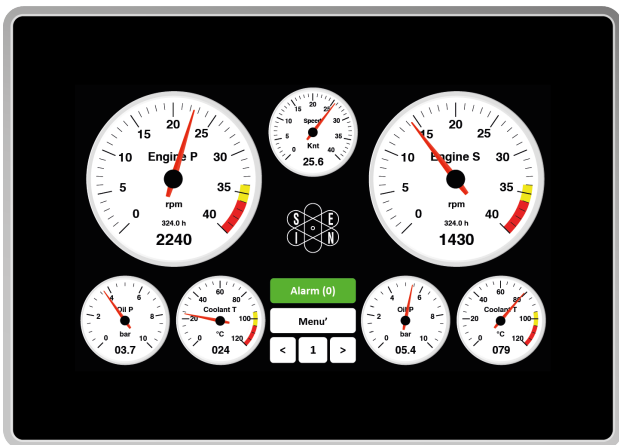 0 5 10 15 20 25 30 35 40
Engine P
rpm
324.0 h
2240
0 5 10 15 20 25 30 35 40
Speed
Knt
25.6
0 5 10 15 20 25 30 35 40
Engine S
rpm
324.0 h
1430
S E
I N
0 2 4 6 8 10
Oil P
bar
03.7
0 20 40 60 80 100 120
Coolant T
°C
024
Alarm (0)
Menu’
< 1 >
0 2 4 6 8 10
Oil P
bar
05.4
0 20 40 60 80 100 120
Coolant T
°C
079